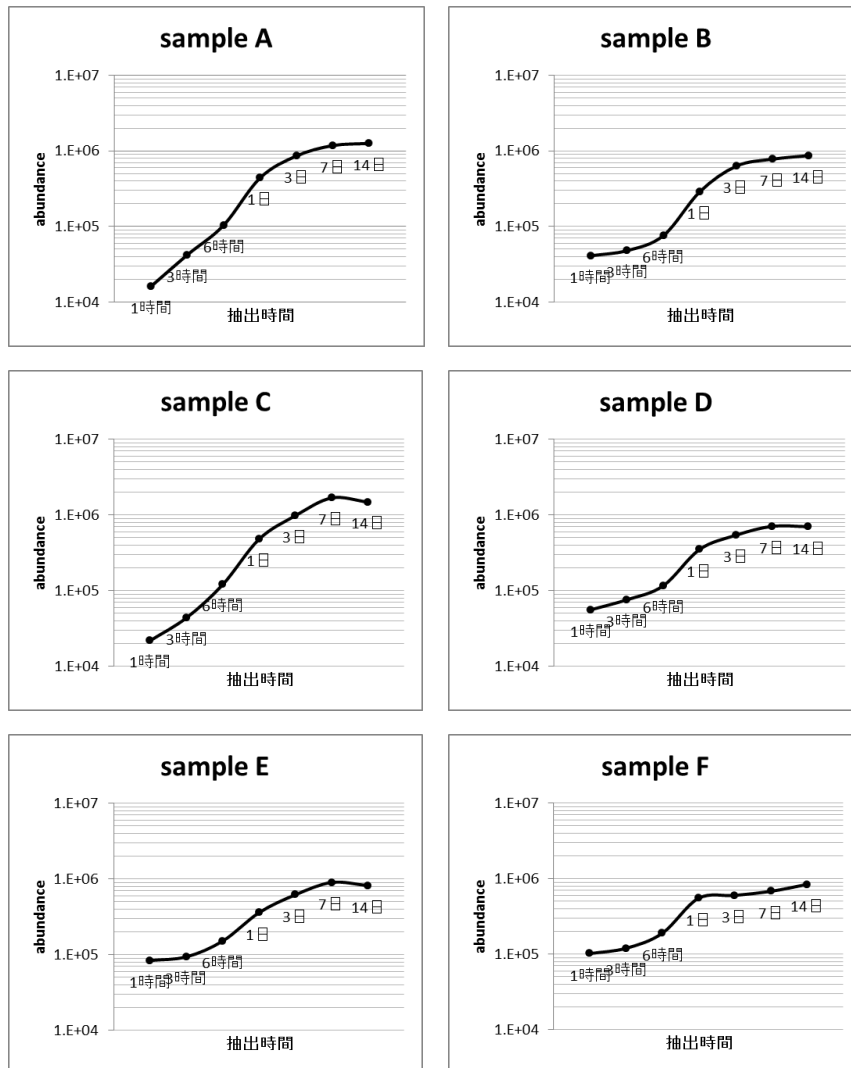 sample A
1.E+07
1.E+06
1.E+05
1.E+04
abundance
1時間
3時間
6時間
1日
3日
7日
14日
抽出時間
sample B
1.E+07
1.E+06
1.E+05
1.E+04
abundance
1時間
3時間
6時間
1日
3日
7日
14日
抽出時間
sample C
1.E+07
1.E+06
1.E+05
1.E+04
abundance
1時間
3時間
6時間
1日
3日
7日
14日
抽出時間
sample D
1.E+07
1.E+06
1.E+05
1.E+04
abundance
1時間
3時間
6時間
1日
3日
7日
14日
抽出時間
sample E
1.E+07
1.E+06
1.E+05
1.E+04
abundance
1時間
3時間
6時間
1日
3日
7日
14日
抽出時間
sample F
1.E+07
1.E+06
1.E+05
1.E+04
abundance
1時間
3時間
6時間
1日
3日
7日
14日
抽出時間